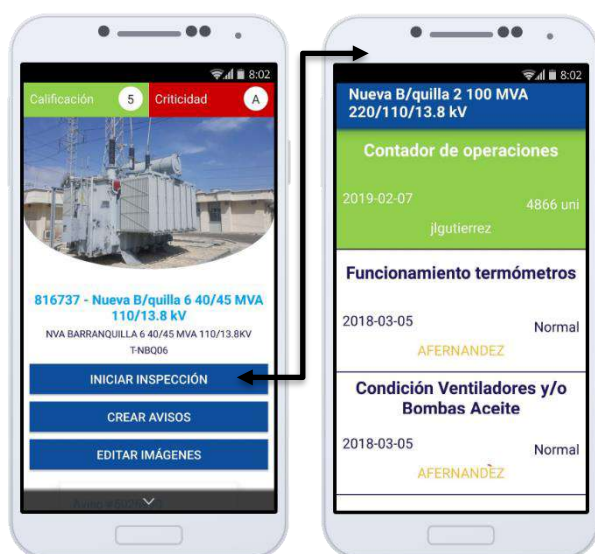 8:02
Calificación 5 Criticidad A
816737 - Nueva B/quilla 6 40/45 MVA
110/13.8 kV
NVA BARRANQUILLA 6 40/45 MVA 110/13.8KV
T-NBQ06
INICIAR INSPECCIÓN
CREAR AVISOS
EDITAR IMÁGENES
8:02
Nueva B/quilla 2 100 MVA
220/110/13.8 kV
Contador de operaciones
2019-02-07
4866 uni
jlgutierrez
Funcionamiento termómetros
2018-03-05
Normal
AFERNANDEZ
Condición Ventiladores y/o
Bombas Aceite
2018-03-05
Normal
AFERNANDEZ